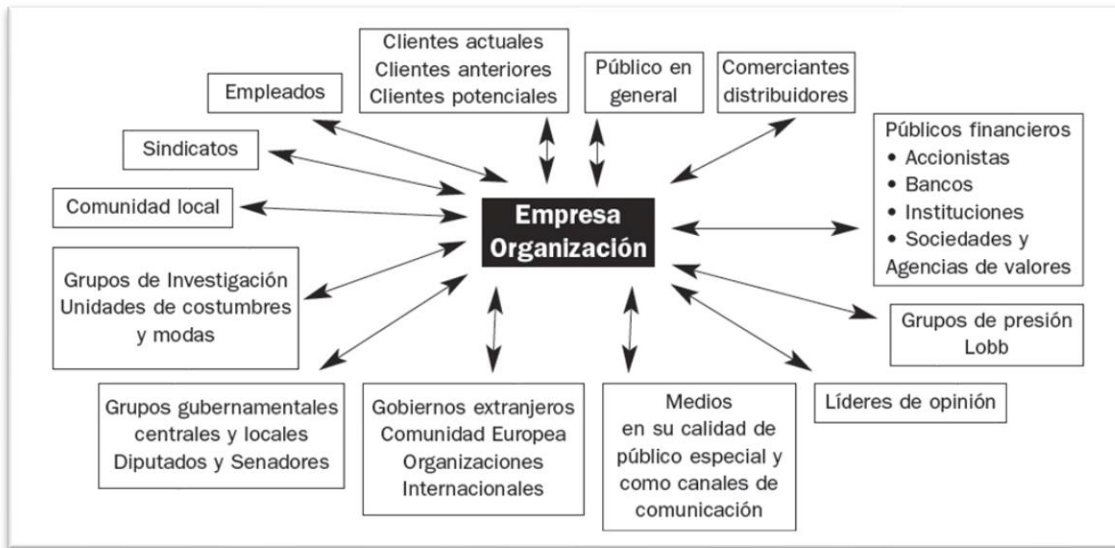 Clientes actuales
Clientes anteriores
Clientes potenciales
Público en
general
Comerciantes
distribuidores
Empleados
Sindicatos
Comunidad local
Públicos financieros
• Accionistas
• Bancos
• Instituciones
• Sociedades y
Agencias de valores
Empresa
Organización
Grupos de Investigación
Unidades de costumbres
y modas
Grupos de presión
Lobb
Grupos gubernamentales
centrales y locales
Diputados y Senadores
Gobiernos extranjeros
Comunidad Europea
Organizaciones
Internacionales
Medios
en su calidad de
público especial y
como canales de
comunicación
Líderes de opinión